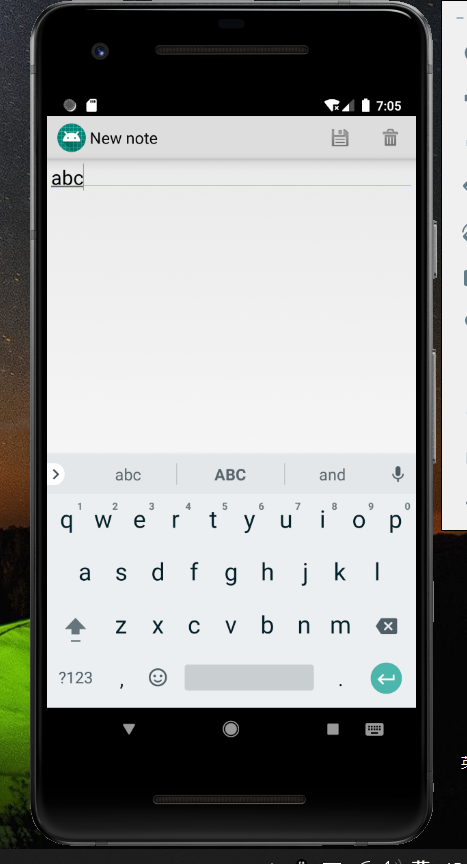 7:05
New note
abc
abc ABC and
1 2 3 4 5 6 7 8 9 0
q w e r t y u i o p
a s d f g h j k l
z x c v b n m
?123 , .
英